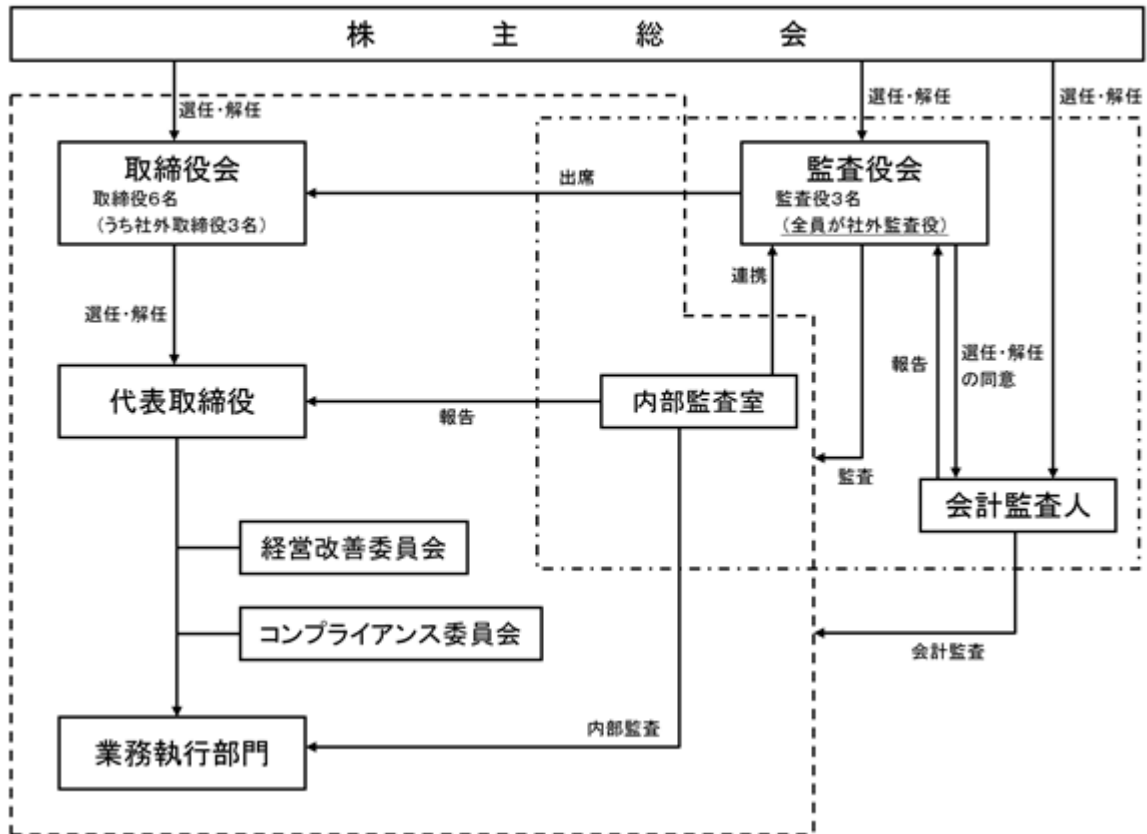 株主総会
選任・解任
選任・解任
選任・解任
取締役会
取締役6名
(うち社外取締役3名)
出席
監査役会
監査役3名
(全員が社外監査役)
連携
選任・解任
報告
選任・解任
の同意
代表取締役
報告
内部監査室
監査
会計監査人
経営改善委員会
コンプライアンス委員会
会計監査
内部監査
業務執行部門